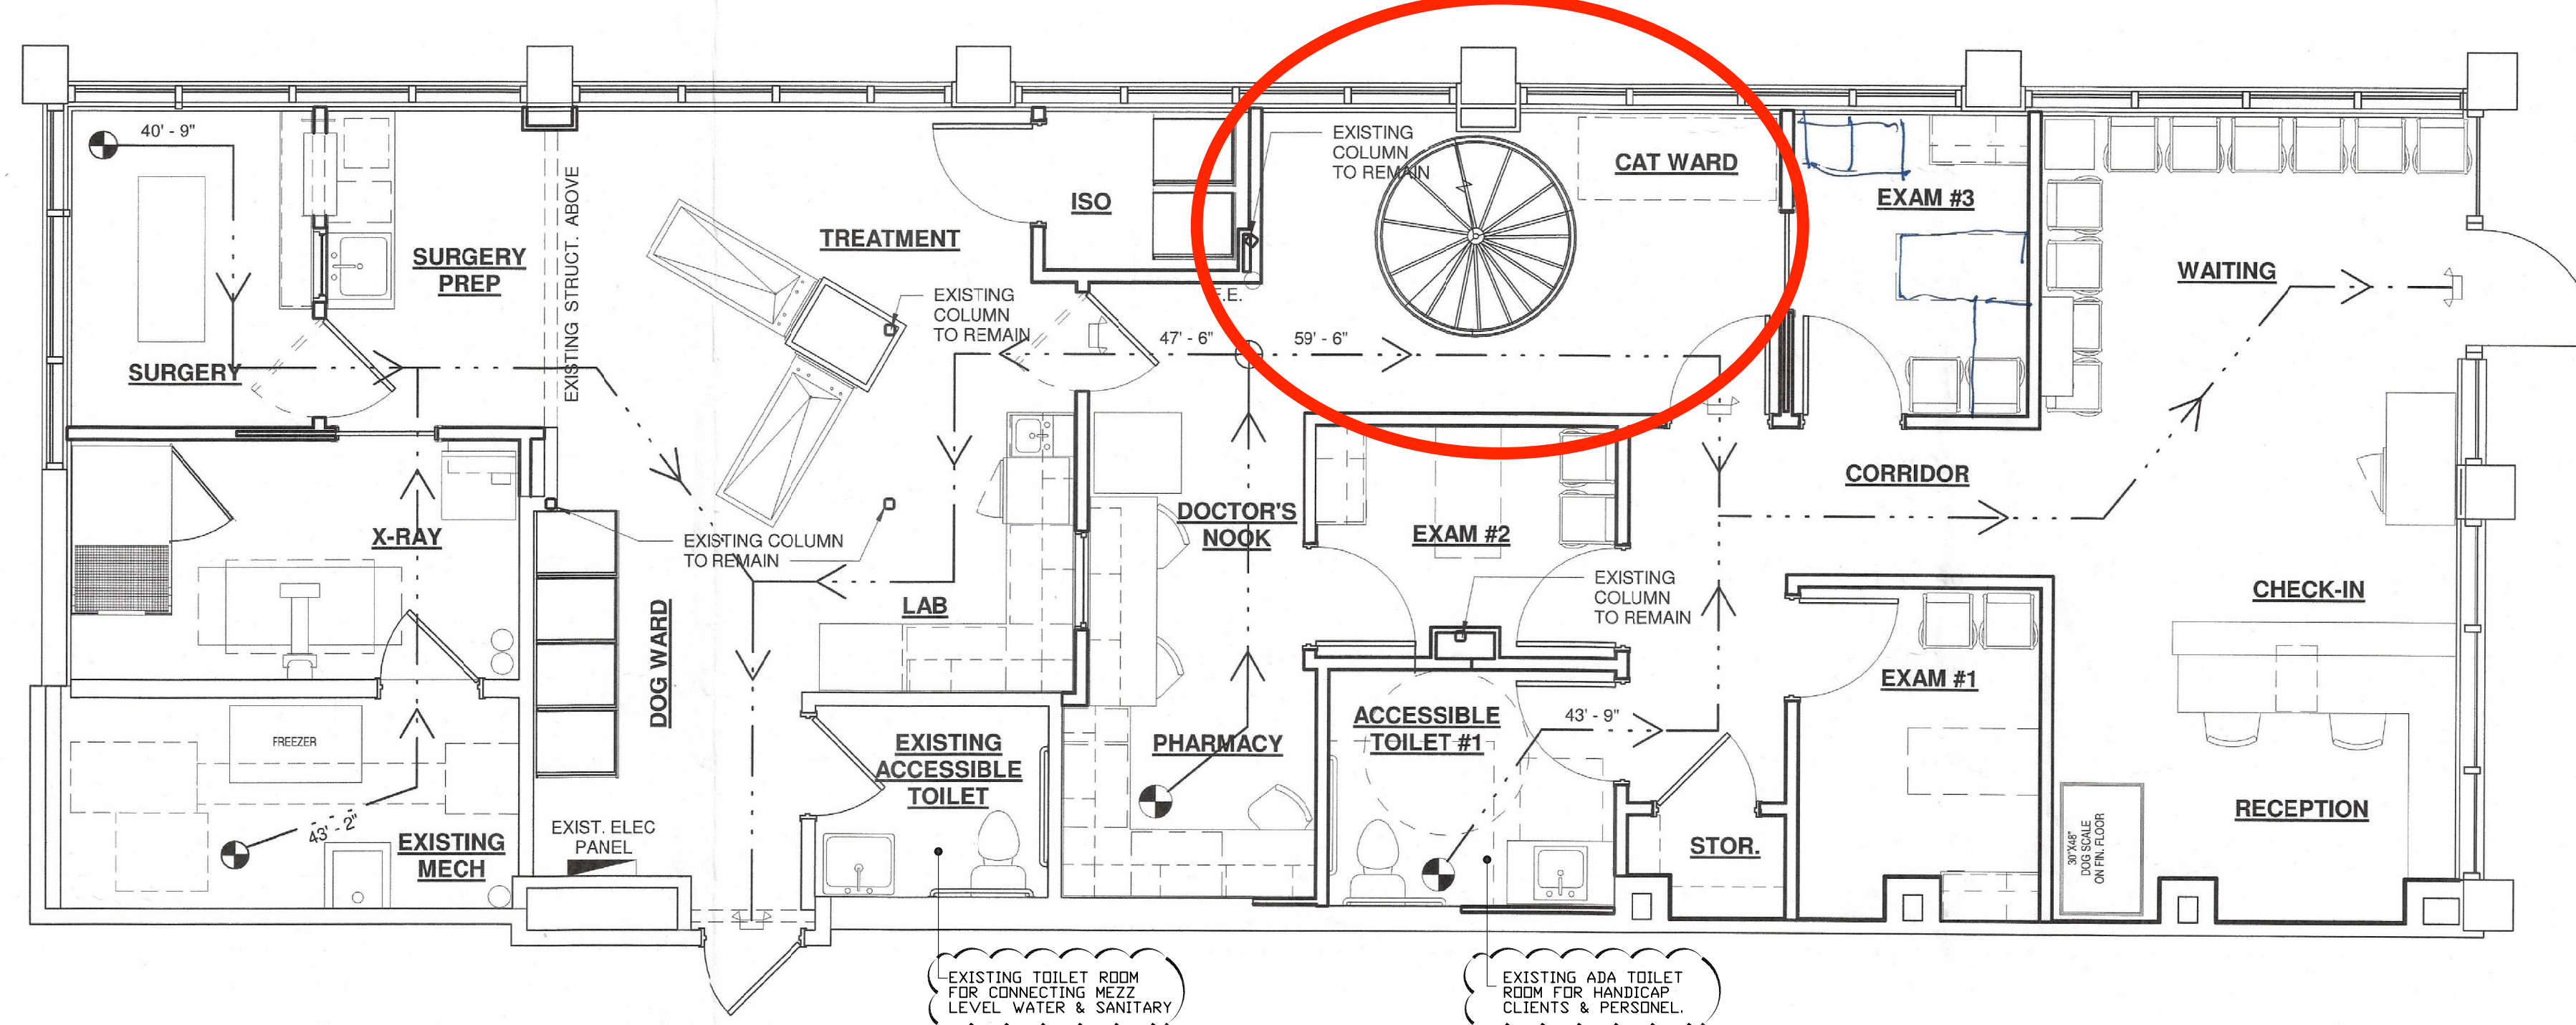 40' - 9"
EXISTING
COLUMN
TO REMAIN
CAT WARD
EXAM #3
ISO
EXISTING STRUCT. ABOVE
TREATMENT
SURGERY
PREP
WAITING
EXISTING
COLUMN
TO REMAIN
F.E.
47' - 6"
59' - 6"
SURGERY
CORRIDOR
DOCTOR'S
NOOK
EXAM #2
X-RAY
EXISTING COLUMN
TO REMAIN
EXISTING
COLUMN
TO REMAIN
CHECK-IN
LAB
DOG WARD
EXAM #1
ACCESSIBLE
TOILET #1
43' - 9"
FREEZER
EXISTING
ACCESSIBLE
TOILET
PHARMACY
RECEPTION
43' - 2"
EXISTING
MECH
EXIST. ELEC
PANEL
STOR.
30"X48"
DOG SCALE
ON FIN. FLOOR
EXISTING TOILET ROOM
FOR CONNECTING MEZZ
LEVEL WATER & SANITARY
EXISTING ADA TOILET
ROOM FOR HANDICAP
CLIENTS & PERSONEL.